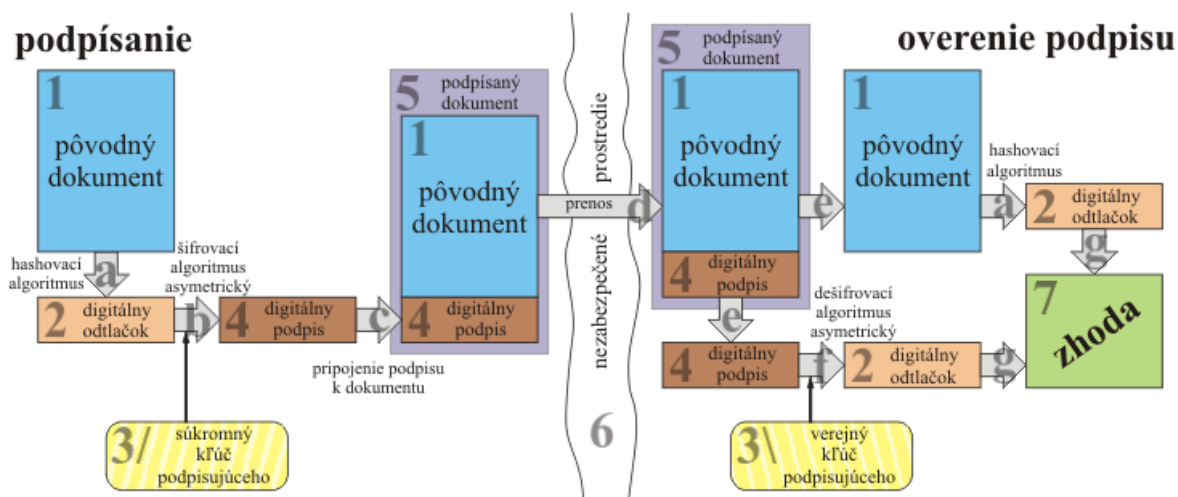 podpísanie
1
pôvodný
dokument
hashovací
algoritmus
a
2
digitálny
odtlačok
šifrovací
algoritmus
asymetrický
b
3/
súkromný
kľúč
podpisujúceho
4
digitálny
podpis
c
pripojenie podpisu
k dokumentu
5
podpísaný
dokument
1
pôvodný
dokument
4
digitálny
podpis
prenos
d
nezabezpečené prostredie
6
overenie podpisu
5
podpísaný
dokument
1
pôvodný
dokument
4
digitálny
podpis
e
1
pôvodný
dokument
hashovací
algoritmus
a
2
digitálny
odtlačok
g
e
4
digitálny
podpis
dešifrovací
algoritmus
asymetrický
f
3\
verejný
kľúč
podpisujúceho
2
digitálny
odtlačok
g
7
zhoda